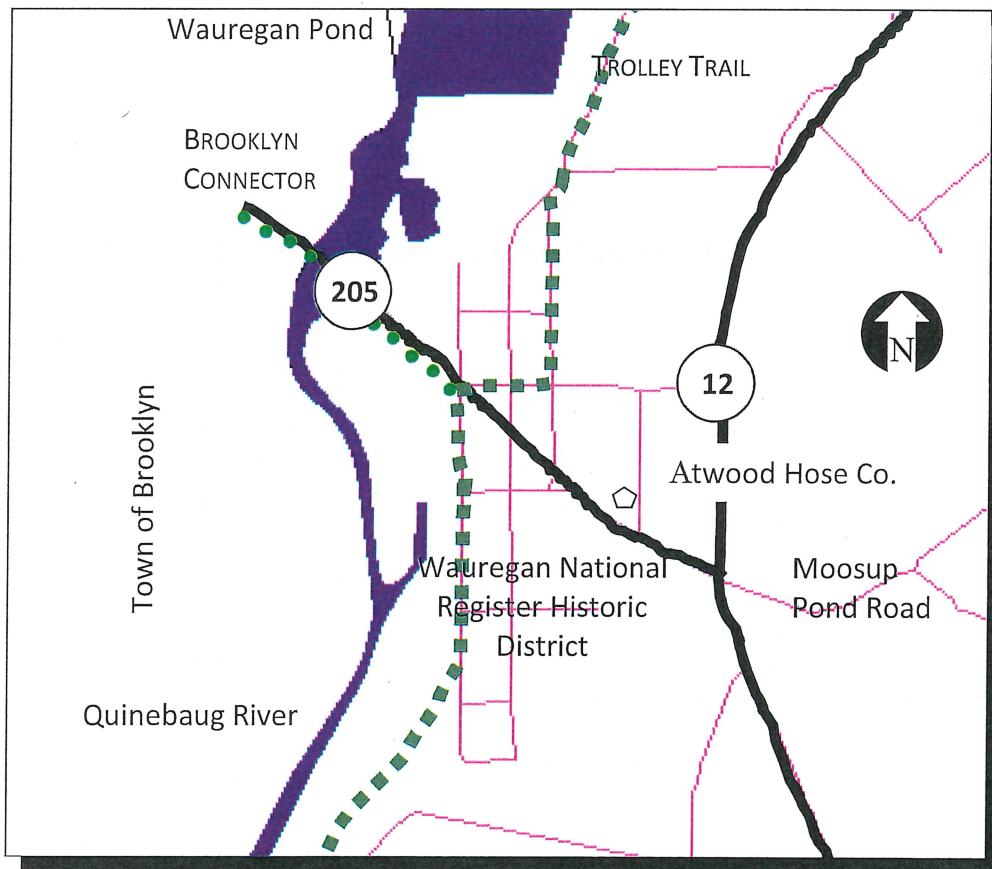 Wauregan Pond
TROLLEY TRAIL
BROOKLYN
CONNECTOR
205
N
12
Town of Brooklyn
Atwood Hose Co.
Wauregan National
Register Historic
District
Moosup
Pond Road
Quinebaug River